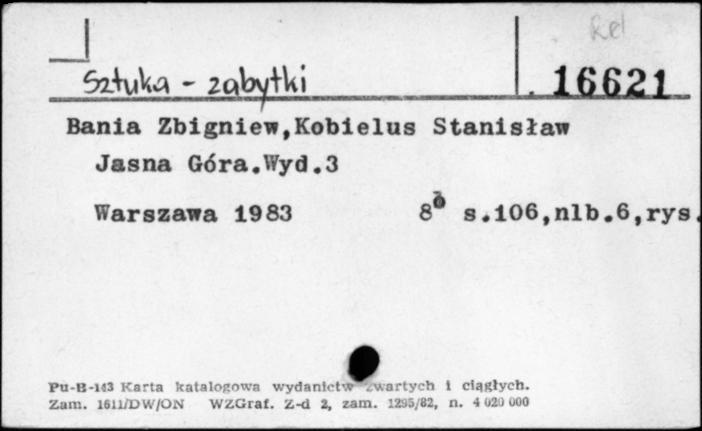 Rel
Sztuka - zabytki 16621
Bania Zbigniew,Kobielus Stanisław
Jasna Góra.Wyd.3
Warszawa 1983 8° s.106,nlb.6,rys.
Pu-B-143 Karta katalogowa wydawnictw zwartych i ciągłych.
Zam. 1611/DW/ON WZGraf. Z-d 2, zam. 1295/82, n. 4 020 000